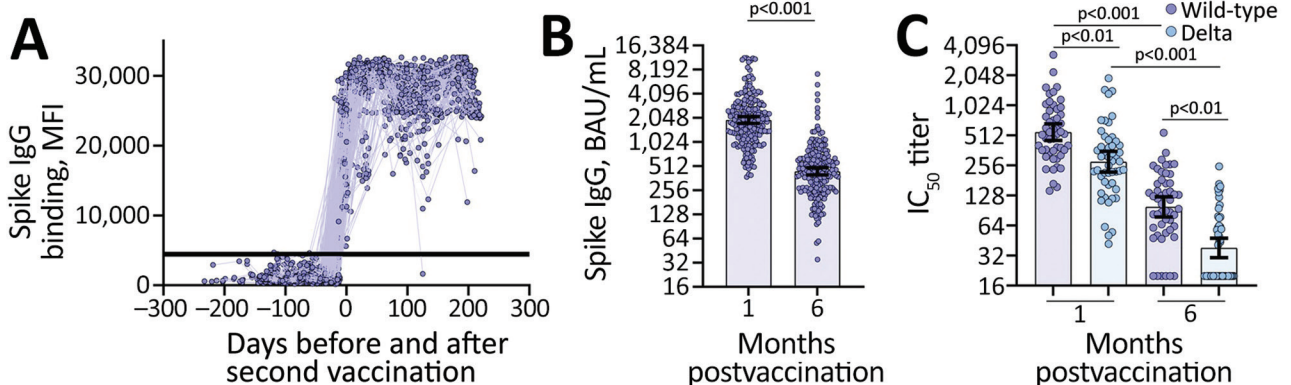 A
Spike IgG
binding, MFI
30,000
20,000
10,000
0
−300 −200 −100 0 100 200 300
Days before and after
second vaccination
B
p<0.001
Spike IgG, BAU/mL
16,384
8,192
4,096
2,048
1,024
512
256
128
64
32
16
1 6
Months
postvaccination
C
Wild-type
Delta
p<0.001
p<0.01
p<0.001
p<0.01
IC50 titer
4,096
2,048
1,024
512
256
128
64
32
16
1 6
Months
postvaccination